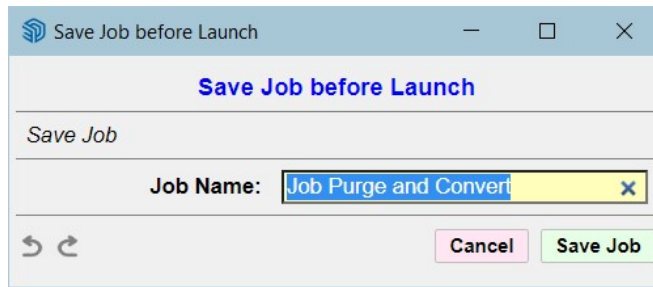 Save Job before Launch
Save Job before Launch
Save Job
Job Name: Job Purge and Convert
Cancel Save Job